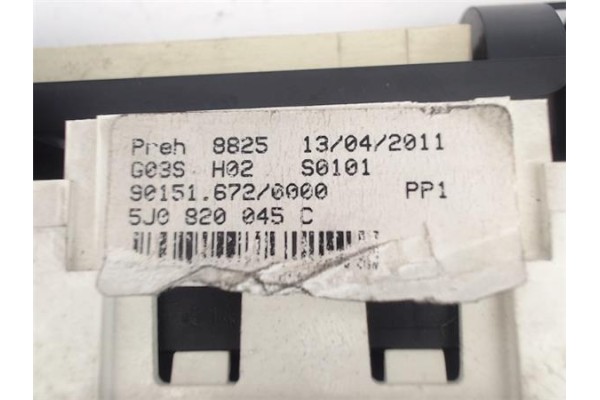 Preh 8825 13/04/2011
G03S H02 S0101
90151.672/0000 PP1
5J0 820 045 C